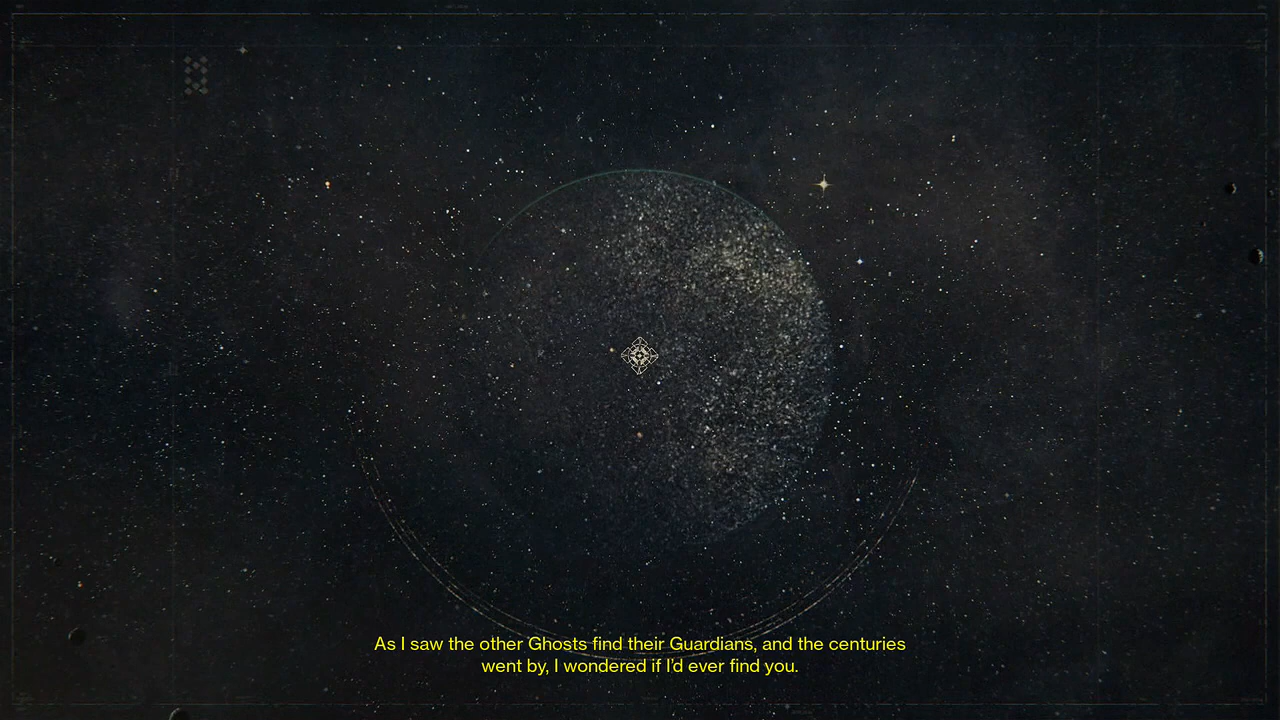 As I saw the other Ghosts find their Guardians, and the centuries
went by, I wondered if I'd ever find you.